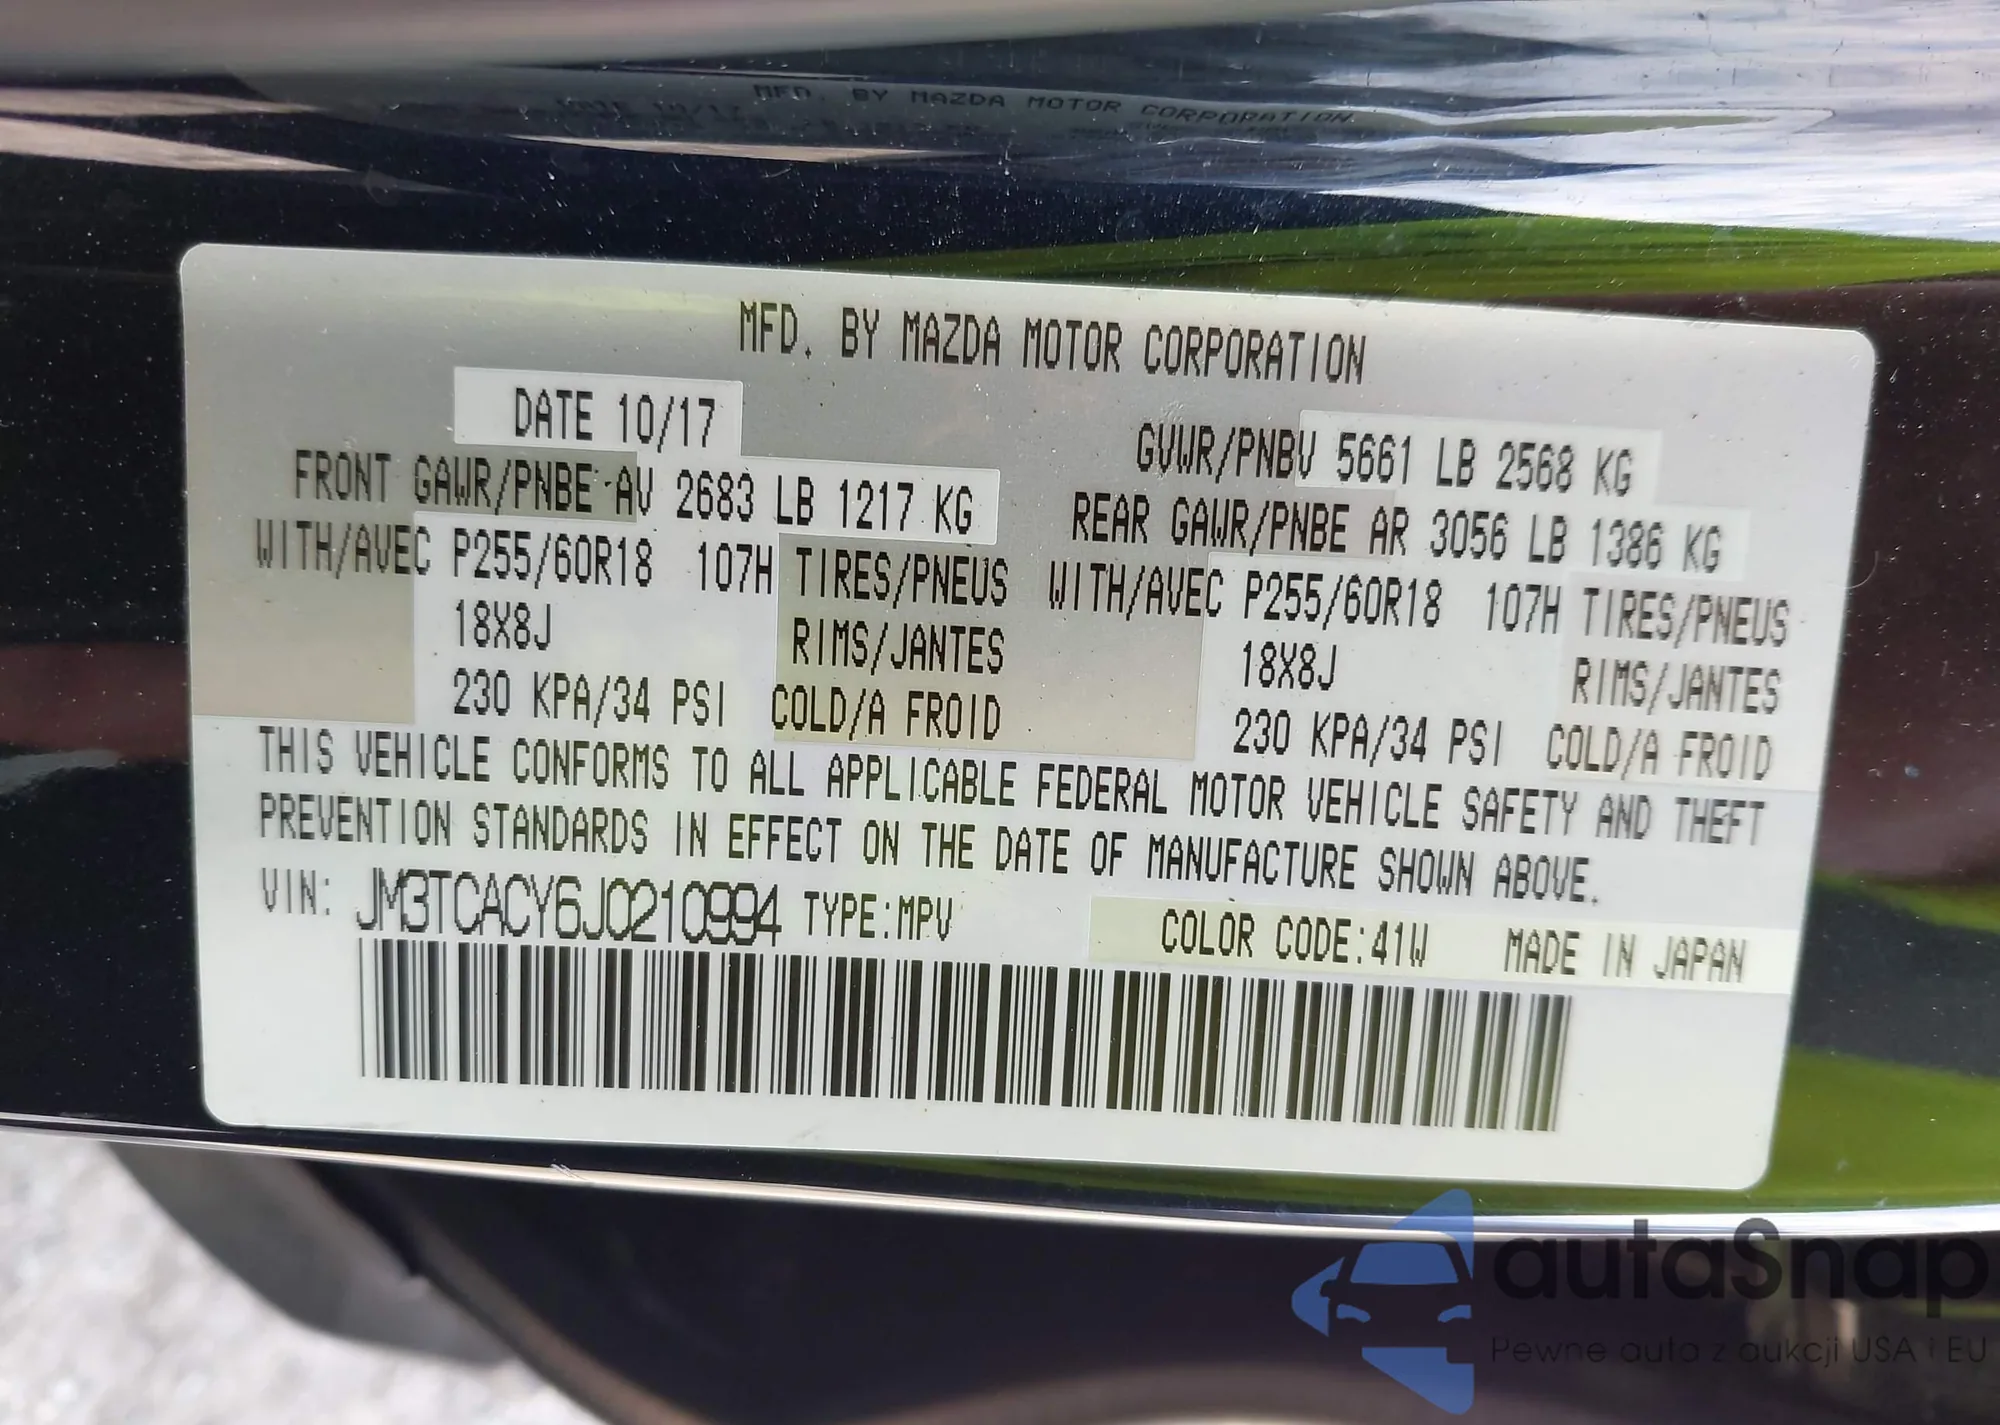 MFD. BY MAZDA MOTOR CORPORATION
MFD. BY MAZDA MOTOR CORPORATION
DATE 10/17 GVWR/PNBV 5661 LB 2568 KG
FRONT GAWR/PNBE AV 2683 LB 1217 KG REAR GAWR/PNBE AR 3056 LB 1386 KG
WITH/AVEC P255/60R18 107H TIRES/PNEUS WITH/AVEC P255/60R18 107H TIRES/PNEUS
18X8J RIMS/JANTES 18X8J RIMS/JANTES
230 KPA/34 PSI COLD/A FROID 230 KPA/34 PSI COLD/A FROID
THIS VEHICLE CONFORMS TO ALL APPLICABLE FEDERAL MOTOR VEHICLE SAFETY AND THEFT
PREVENTION STANDARDS IN EFFECT ON THE DATE OF MANUFACTURE SHOWN ABOVE.
VIN: JM3TCACY6J0210994 TYPE:MPV COLOR CODE:41W MADE IN JAPAN
autaSnap
Pewne auta z aukcji USA i EU